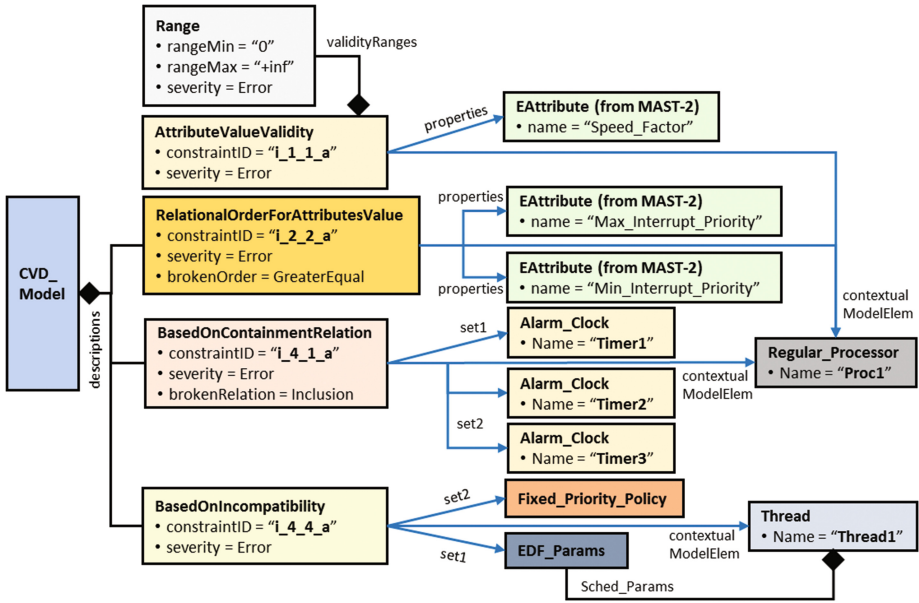 Range
• rangeMin = “0”
• rangeMax = “+inf”
• severity = Error
validityRanges
AttributeValueValidity
• constraintID = “i_1_1_a”
• severity = Error
properties
EAttribute (from MAST-2)
• name = “Speed_Factor”
CVD_
Model
descriptions
RelationalOrderForAttributesValue
• constraintID = “i_2_2_a”
• severity = Error
• brokenOrder = GreaterEqual
properties
EAttribute (from MAST-2)
• name = “Max_Interrupt_Priority”
properties
EAttribute (from MAST-2)
• name = “Min_Interrupt_Priority”
contextual
ModelElem
BasedOnContainmentRelation
• constraintID = “i_4_1_a”
• severity = Error
• brokenRelation = Inclusion
set1
Alarm_Clock
• Name = “Timer1”
contextual
ModelElem
Regular_Processor
• Name = “Proc1”
set2
Alarm_Clock
• Name = “Timer2”
Alarm_Clock
• Name = “Timer3”
BasedOnIncompatibility
• constraintID = “i_4_4_a”
• severity = Error
set2
Fixed_Priority_Policy
set1
EDF_Params
contextual
ModelElem
Thread
• Name = “Thread1”
Sched_Params